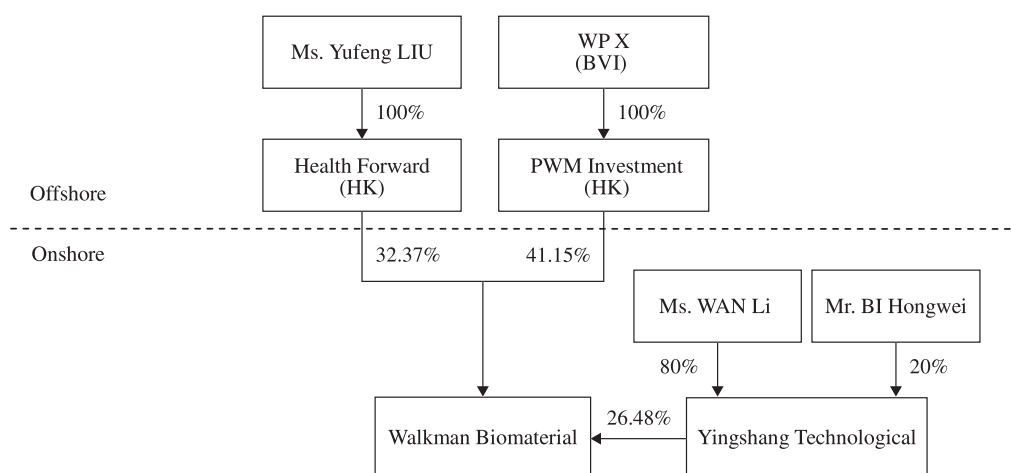 Ms. Yufeng LIU
WP X
(BVI)
100%
100%
Health Forward
(HK)
PWM Investment
(HK)
Offshore
Onshore
32.37%
41.15%
Ms. WAN Li
Mr. BI Hongwei
80%
20%
26.48%
Walkman Biomaterial
Yingshang Technological